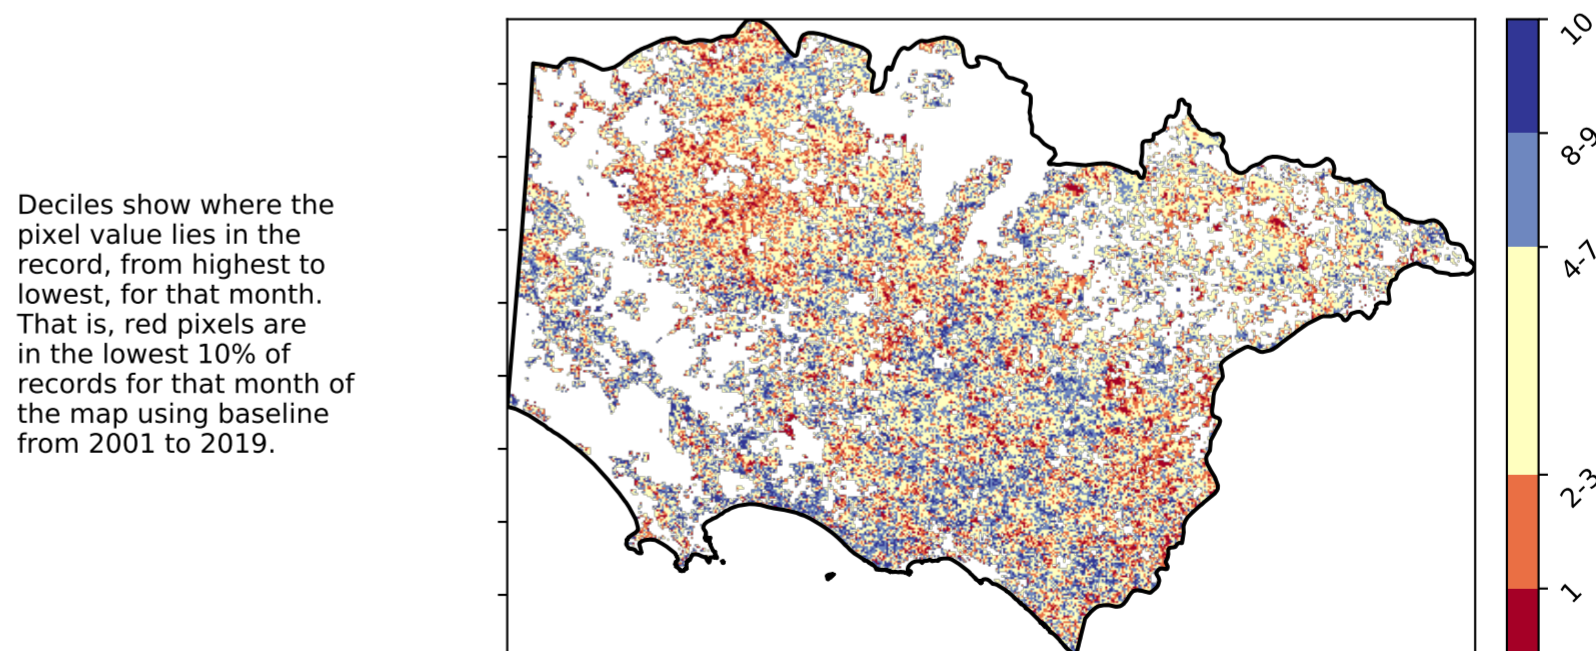 Deciles show where the
pixel value lies in the
record, from highest to
lowest, for that month.
That is, red pixels are
in the lowest 10% of
records for that month of
the map using baseline
from 2001 to 2019.
10
8-9
4-7
2-3
1